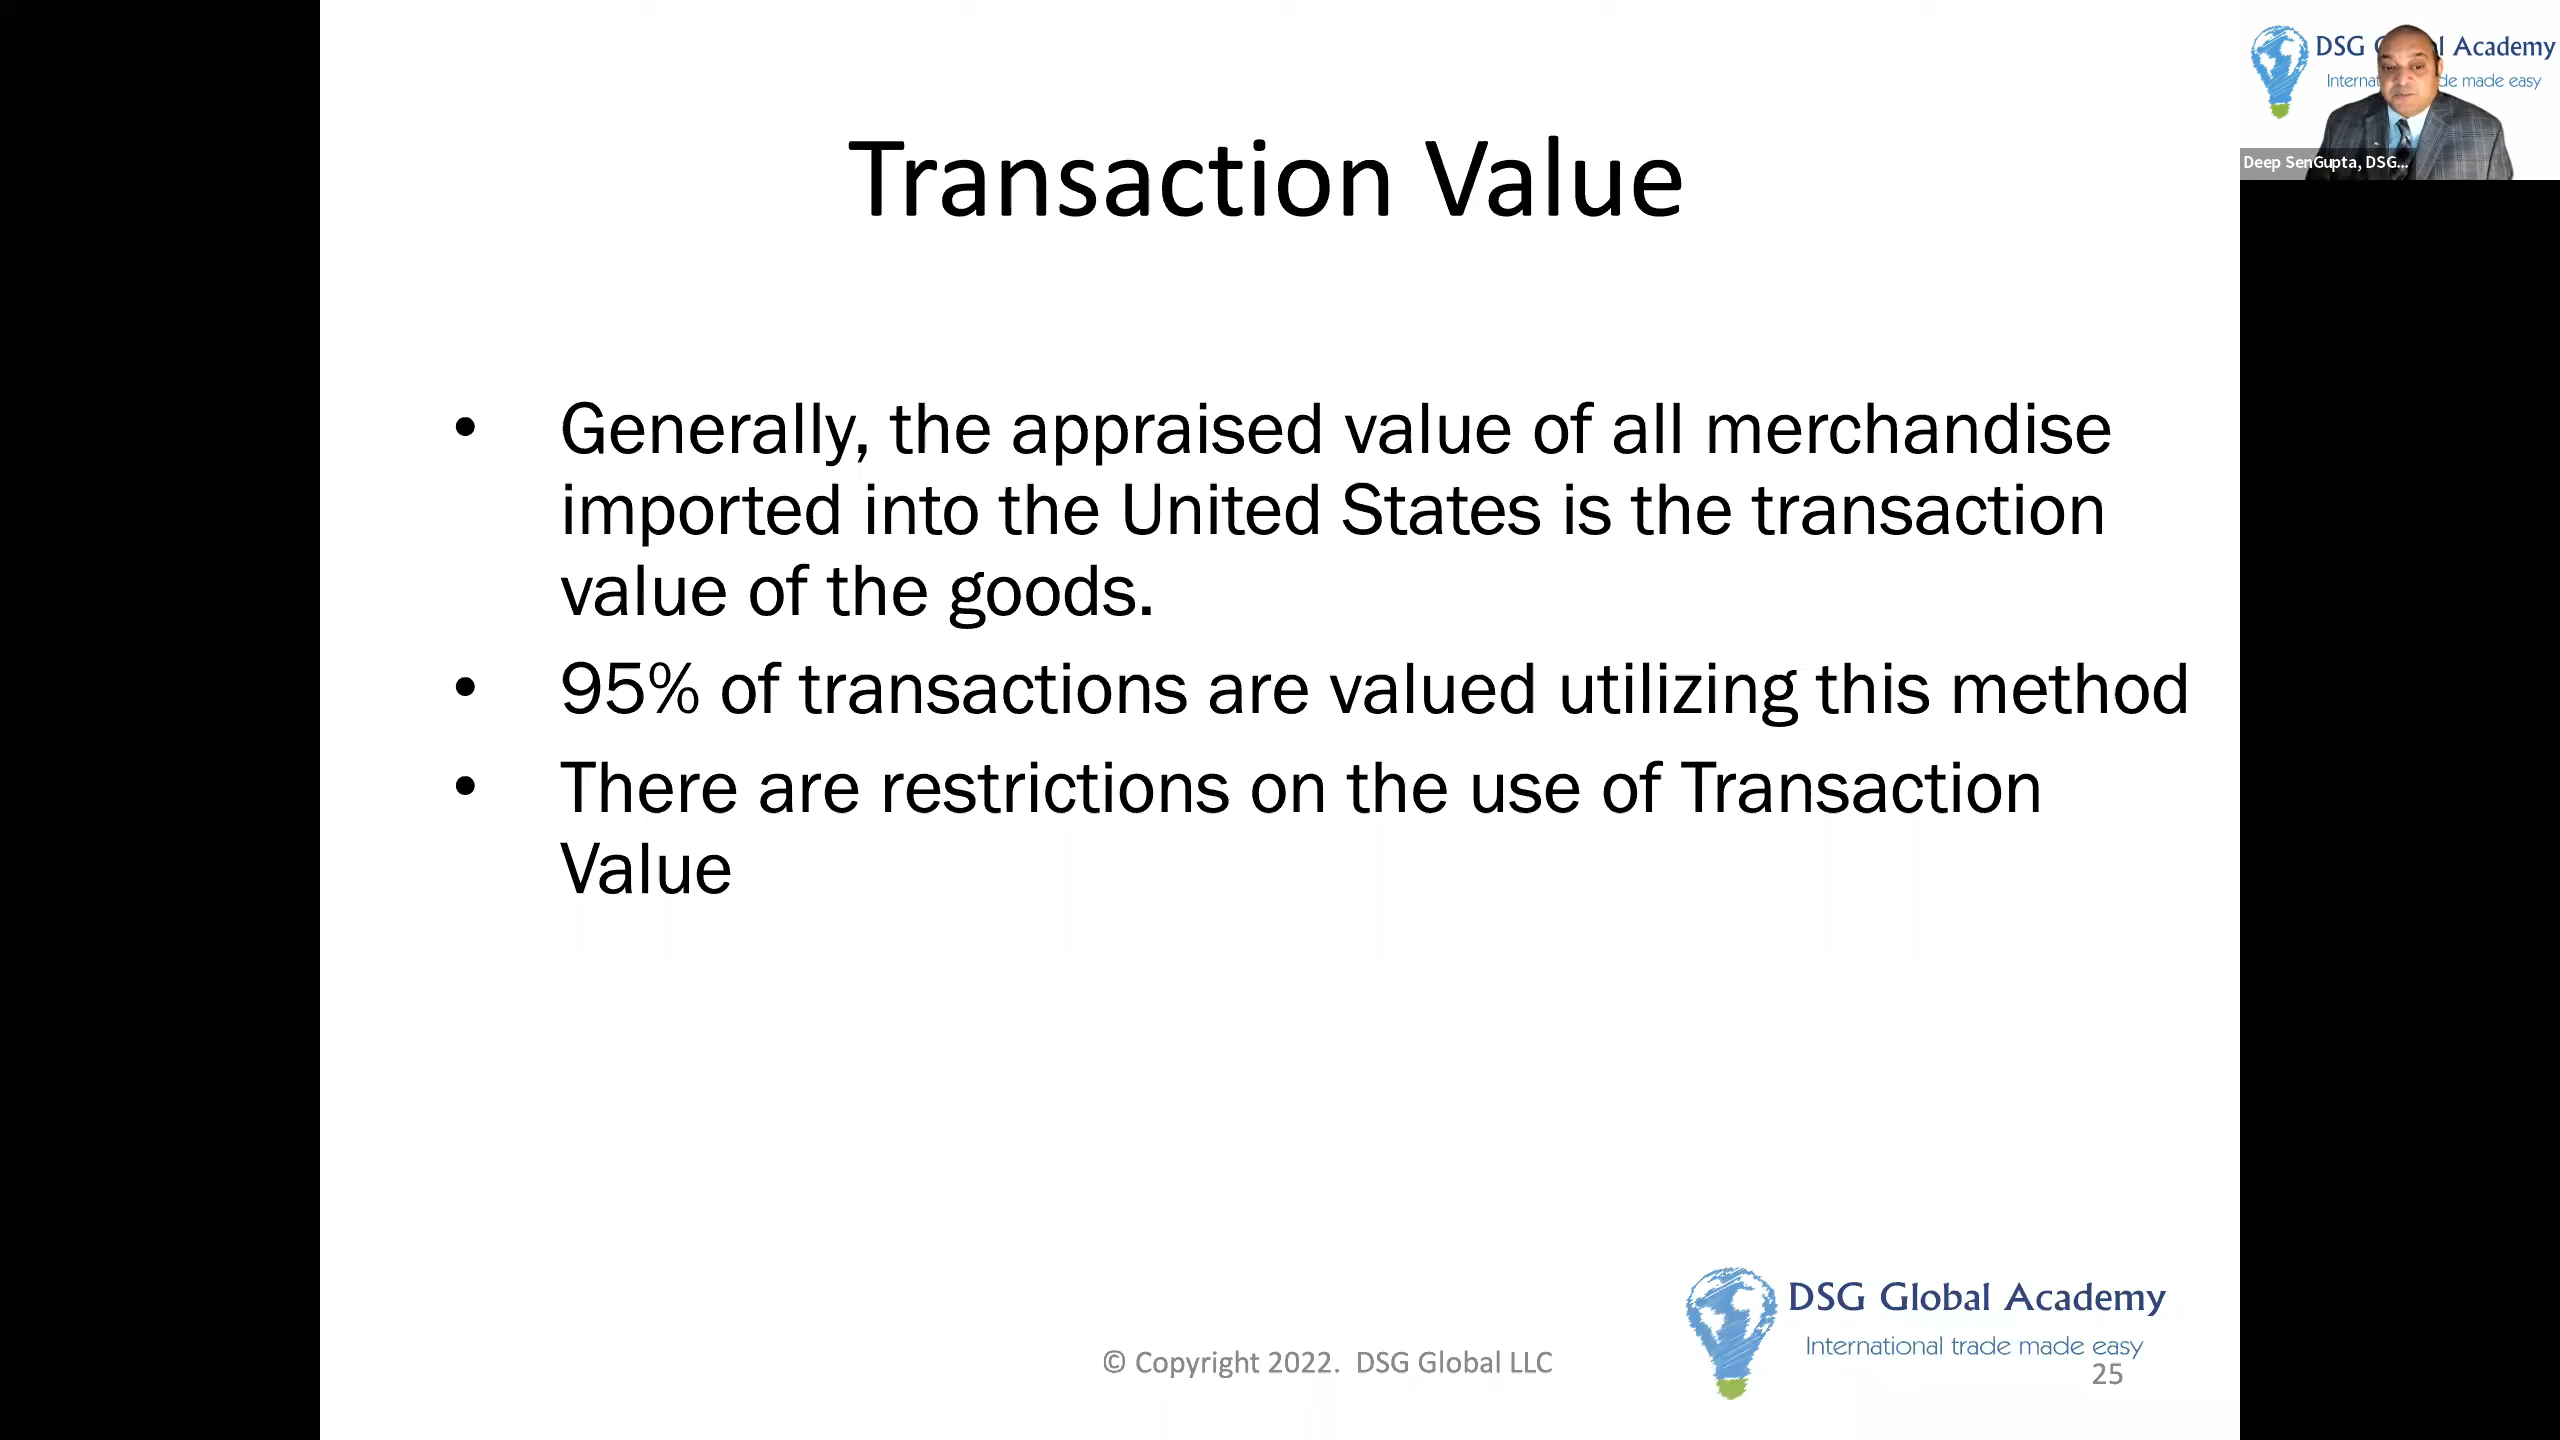 DSG Academy
de made easy
Deep SenGupta, DSG...
Transaction Value
• Generally, the appraised value of all merchandise
imported into the United States is the transaction
value of the goods.
• 95% of transactions are valued utilizing this method
• There are restrictions on the use of Transaction
Value
DSG Global Academy
International trade made easy
© Copyright 2022. DSG Global LLC
25